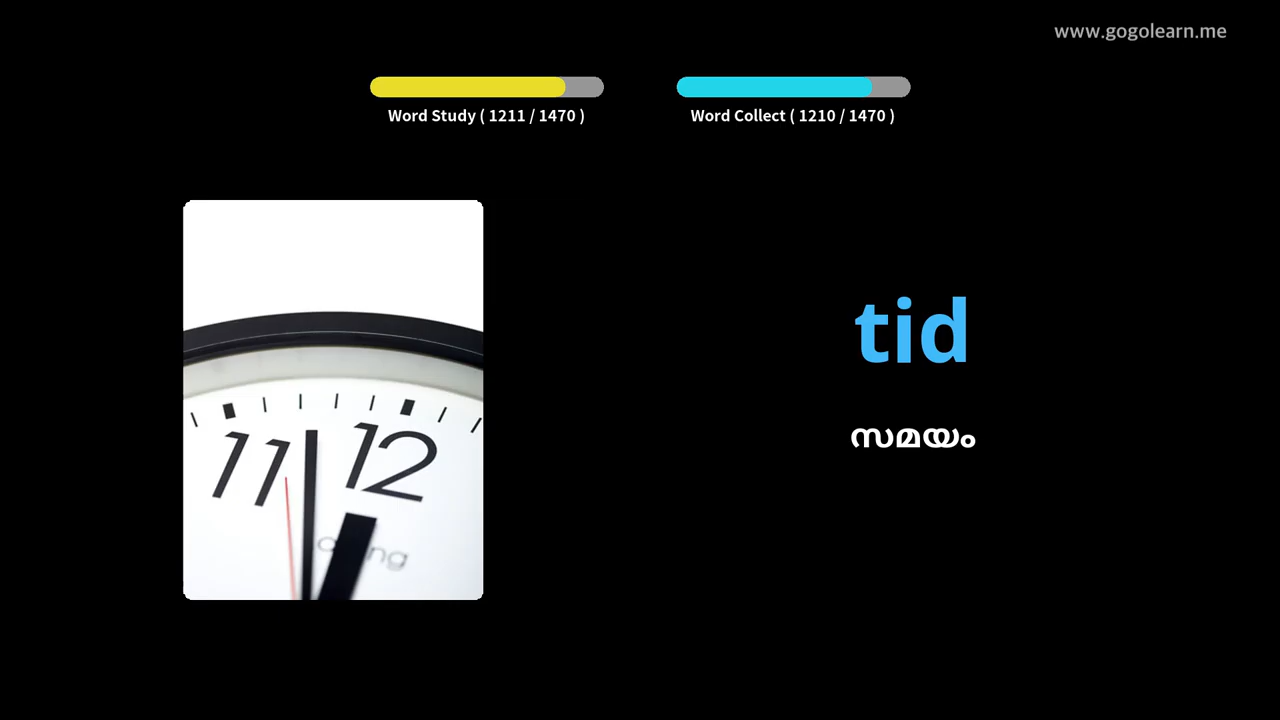 www.gogolearn.me
Word Study ( 1211 / 1470 )
Word Collect ( 1210 / 1470 )
11 12
tid
സമയം